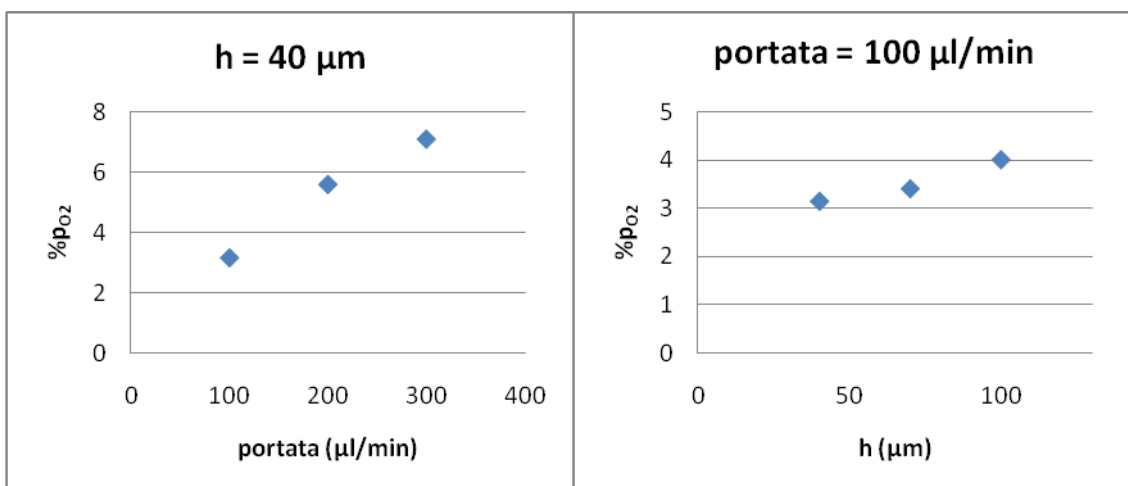 h = 40 µm
8
6
4
2
0
%pO2
0 100 200 300 400
portata (µl/min)
portata = 100 µl/min
5
4
3
2
1
0
%pO2
0 50 100
h (µm)